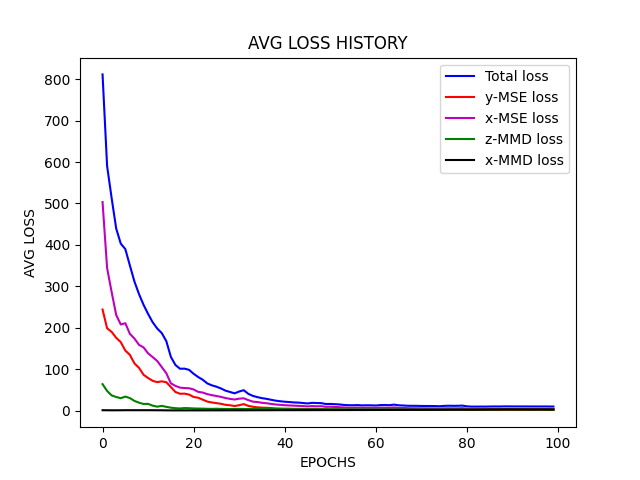 AVG LOSS HISTORY
Total loss
y-MSE loss
x-MSE loss
z-MMD loss
x-MMD loss
AVG LOSS
800
700
600
500
400
300
200
100
0
0 20 40 60 80 100
EPOCHS